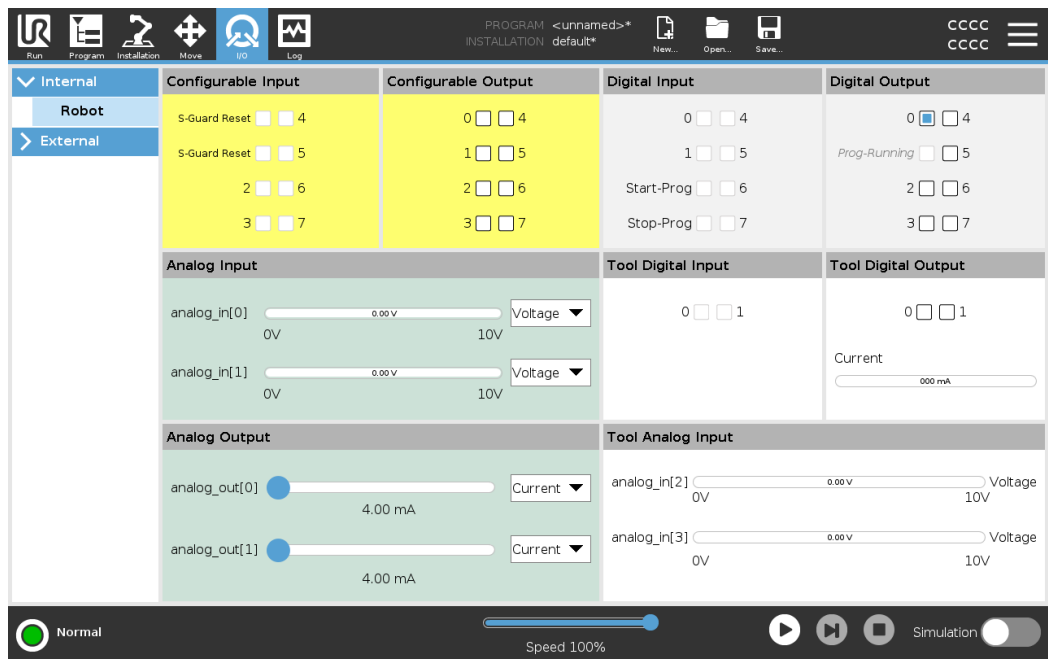 PROGRAM <unnamed>*
INSTALLATION default*
CCCC
CCCC
UR
Run
Program
Installation
Move
I/O
Log
New...
Open...
Save...
Internal
Robot
External
Configurable Input
S-Guard Reset 4
S-Guard Reset 5
2 6
3 7
Configurable Output
0 4
1 5
2 6
3 7
Digital Input
0 4
1 5
Start-Prog 6
Stop-Prog 7
Digital Output
0 4
Prog-Running 5
2 6
3 7
Analog Input
analog_in[0] 0.00 V Voltage
0V 10V
analog_in[1] 0.00 V Voltage
0V 10V
Tool Digital Input
0 1
Tool Digital Output
0 1
Current
000 mA
Analog Output
analog_out[0] Current
4.00 mA
analog_out[1] Current
4.00 mA
Tool Analog Input
analog_in[2] 0.00 V Voltage
0V 10V
analog_in[3] 0.00 V Voltage
0V 10V
Normal
Speed 100%
Simulation